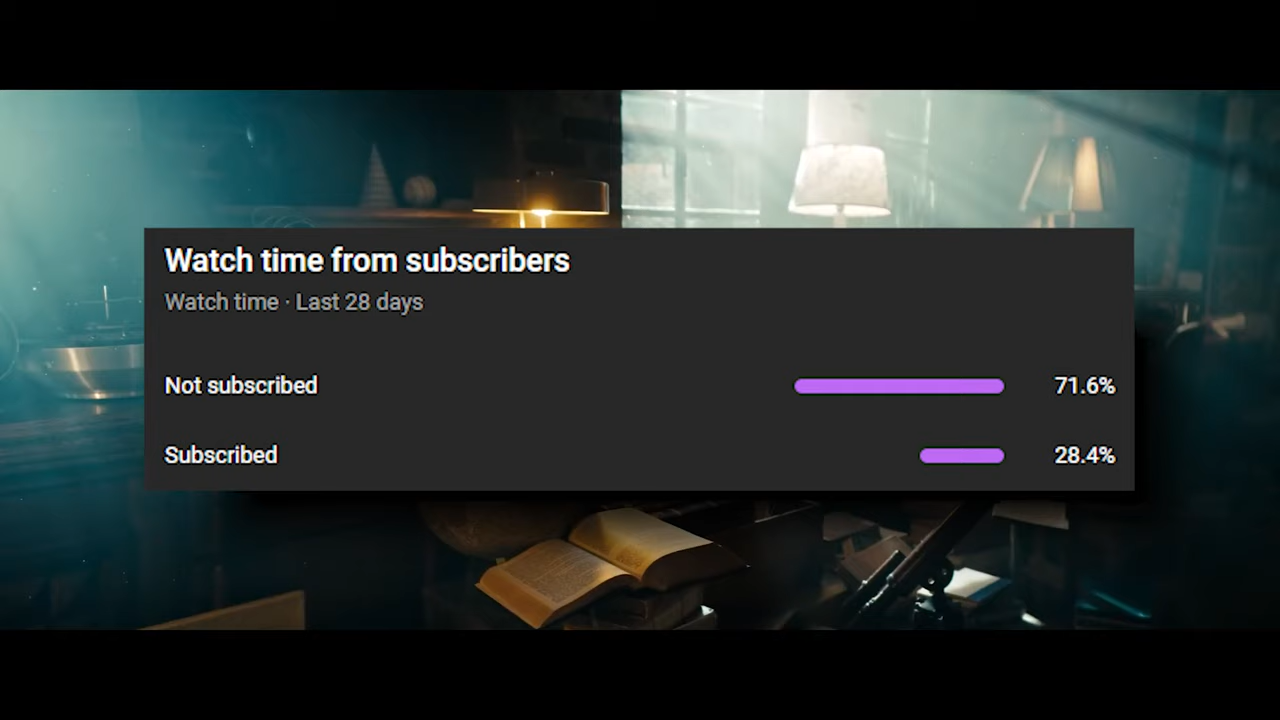 Watch time from subscribers
Watch time · Last 28 days
Not subscribed 71.6%
Subscribed 28.4%